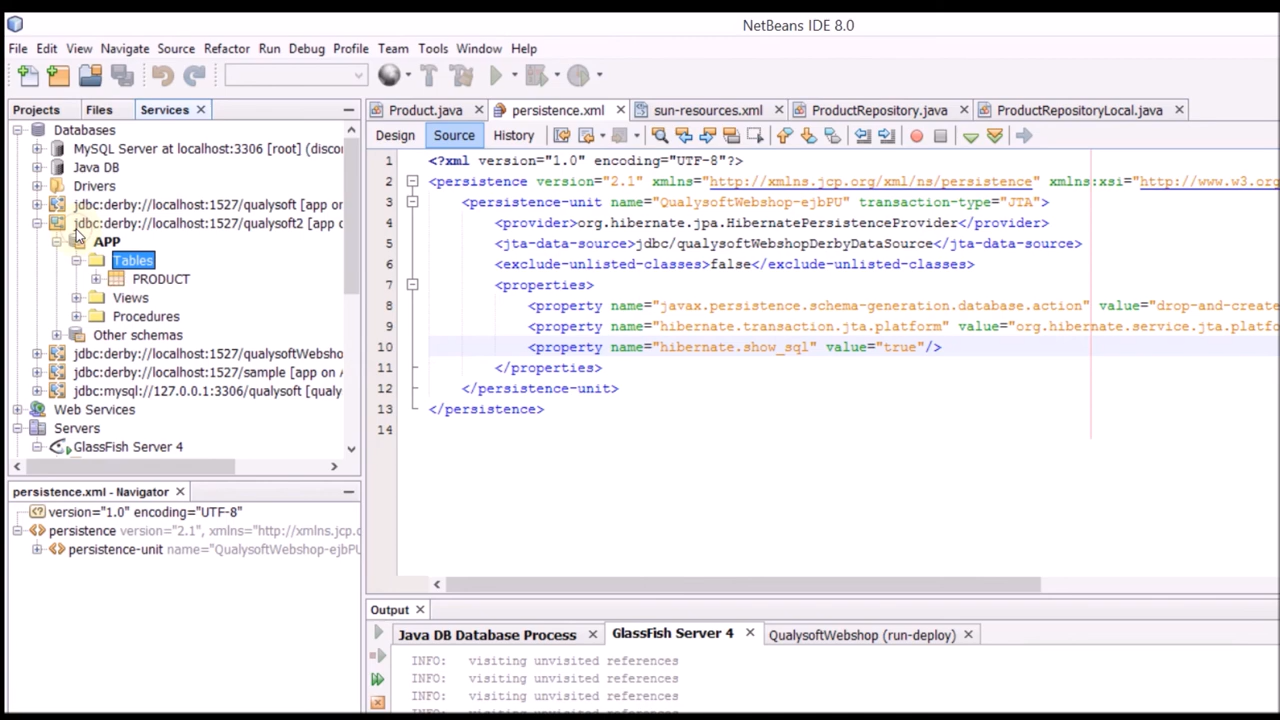 NetBeans IDE 8.0
File Edit View Navigate Source Refactor Run Debug Profile Team Tools Window Help
Projects Files Services
Databases
MySQL Server at localhost:3306 [root] (disco
Java DB
Drivers
jdbc:derby://localhost:1527/qualysoft [app or
jdbc:derby://localhost:1527/qualysoft2 [app c
APP
Tables
PRODUCT
Views
Procedures
Other schemas
jdbc:derby://localhost:1527/qualysoftWebsho
jdbc:derby://localhost:1527/sample [app on
jdbc:mysql://127.0.0.1:3306/qualysoft [qualy
Web Services
Servers
GlassFish Server 4
persistence.xml - Navigator
version="1.0" encoding="UTF-8"
persistence version="2.1", xmlns="http://xmlns.jcp.o
persistence-unit name="QualysoftWebshop-ejbPU
Product.java persistence.xml sun-resources.xml ProductRepository.java ProductRepositoryLocal.java
Design Source History
1 <?xml version="1.0" encoding="UTF-8"?>
2 <persistence version="2.1" xmlns="http://xmlns.jcp.org/xml/ns/persistence" xmlns:xsi="http://www.w3.org
3 <persistence-unit name="QualysoftWebshop-ejbPU" transaction-type="JTA">
4 <provider>org.hibernate.jpa.HibernatePersistenceProvider</provider>
5 <jta-data-source>jdbc/qualysoftWebshopDerbyDataSource</jta-data-source>
6 <exclude-unlisted-classes>false</exclude-unlisted-classes>
7 <properties>
8 <property name="javax.persistence.schema-generation.database.action" value="drop-and-create
9 <property name="hibernate.transaction.jta.platform" value="org.hibernate.service.jta.platfo
10 <property name="hibernate.show_sql" value="true"/>
11 </properties>
12 </persistence-unit>
13 </persistence>
14
Output
Java DB Database Process GlassFish Server 4 QualysoftWebshop (run-deploy)
INFO: visiting unvisited references
INFO: visiting unvisited references
INFO: visiting unvisited references